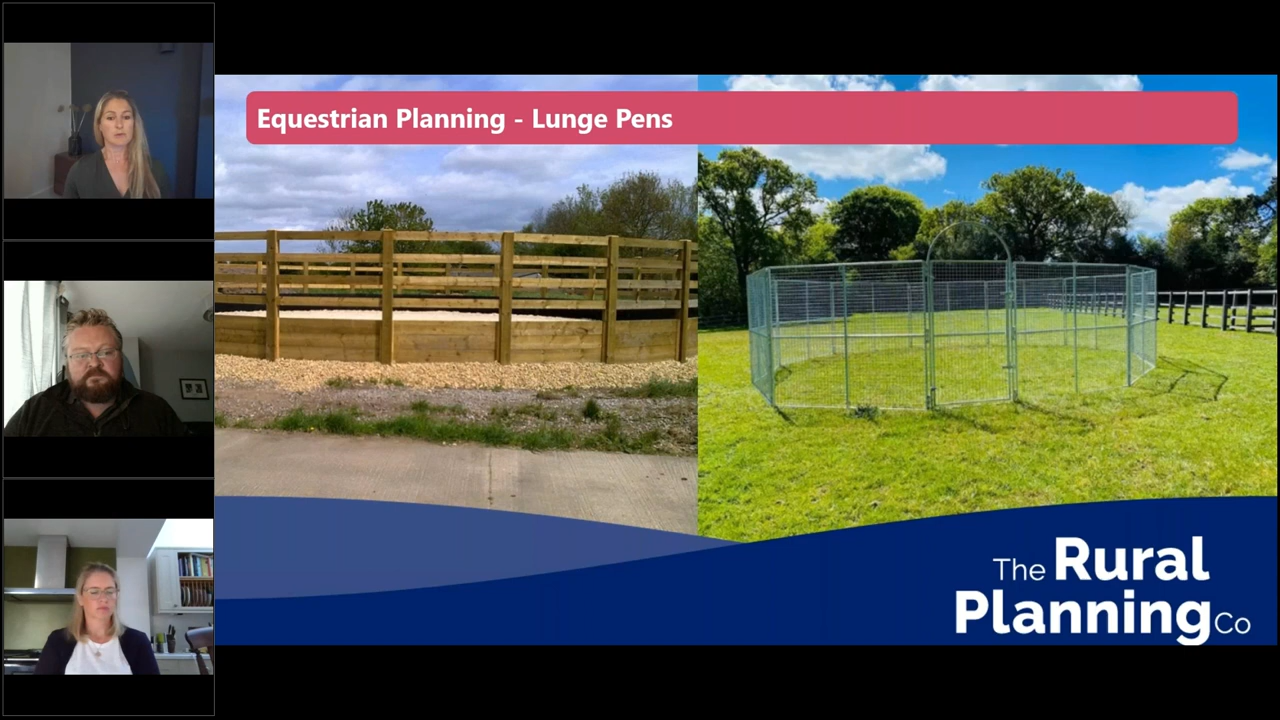 Equestrian Planning - Lunge Pens
The Rural
Planning Co